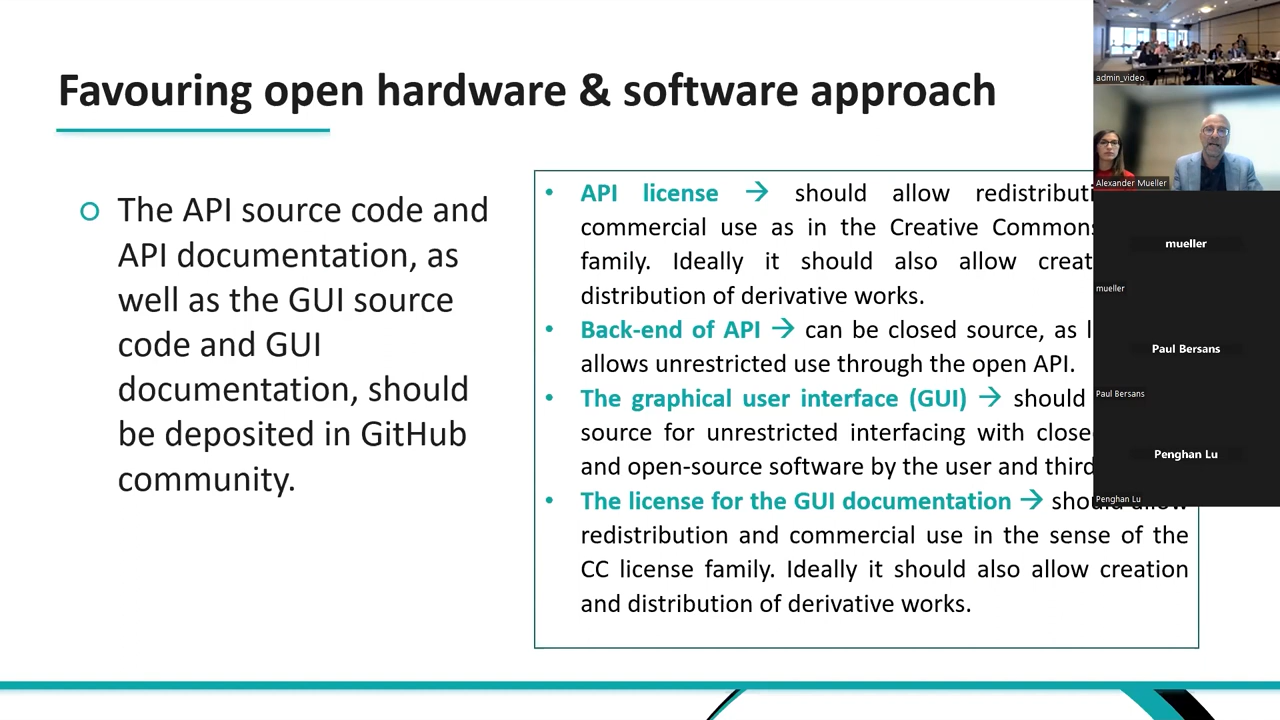 Favouring open hardware & software approach
The API source code and
API documentation, as
well as the GUI source
code and GUI
documentation, should
be deposited in GitHub
community.
• API license → should allow
commercial use as in the Creative Commons
family. Ideally it should also allow
distribution of derivative works.
• Back-end of API → can be closed source, as
allows unrestricted use through the open API.
• The graphical user interface (GUI) → should
source for unrestricted interfacing with
and open-source software by the user and
• The license for the GUI documentation → should allow
redistribution and commercial use in the sense of the
CC license family. Ideally it should also allow creation
and distribution of derivative works.
admin_video
Alexander Mueller
mueller
mueller
Paul Bersans
Paul Bersans
Penghan Lu
Penghan Lu